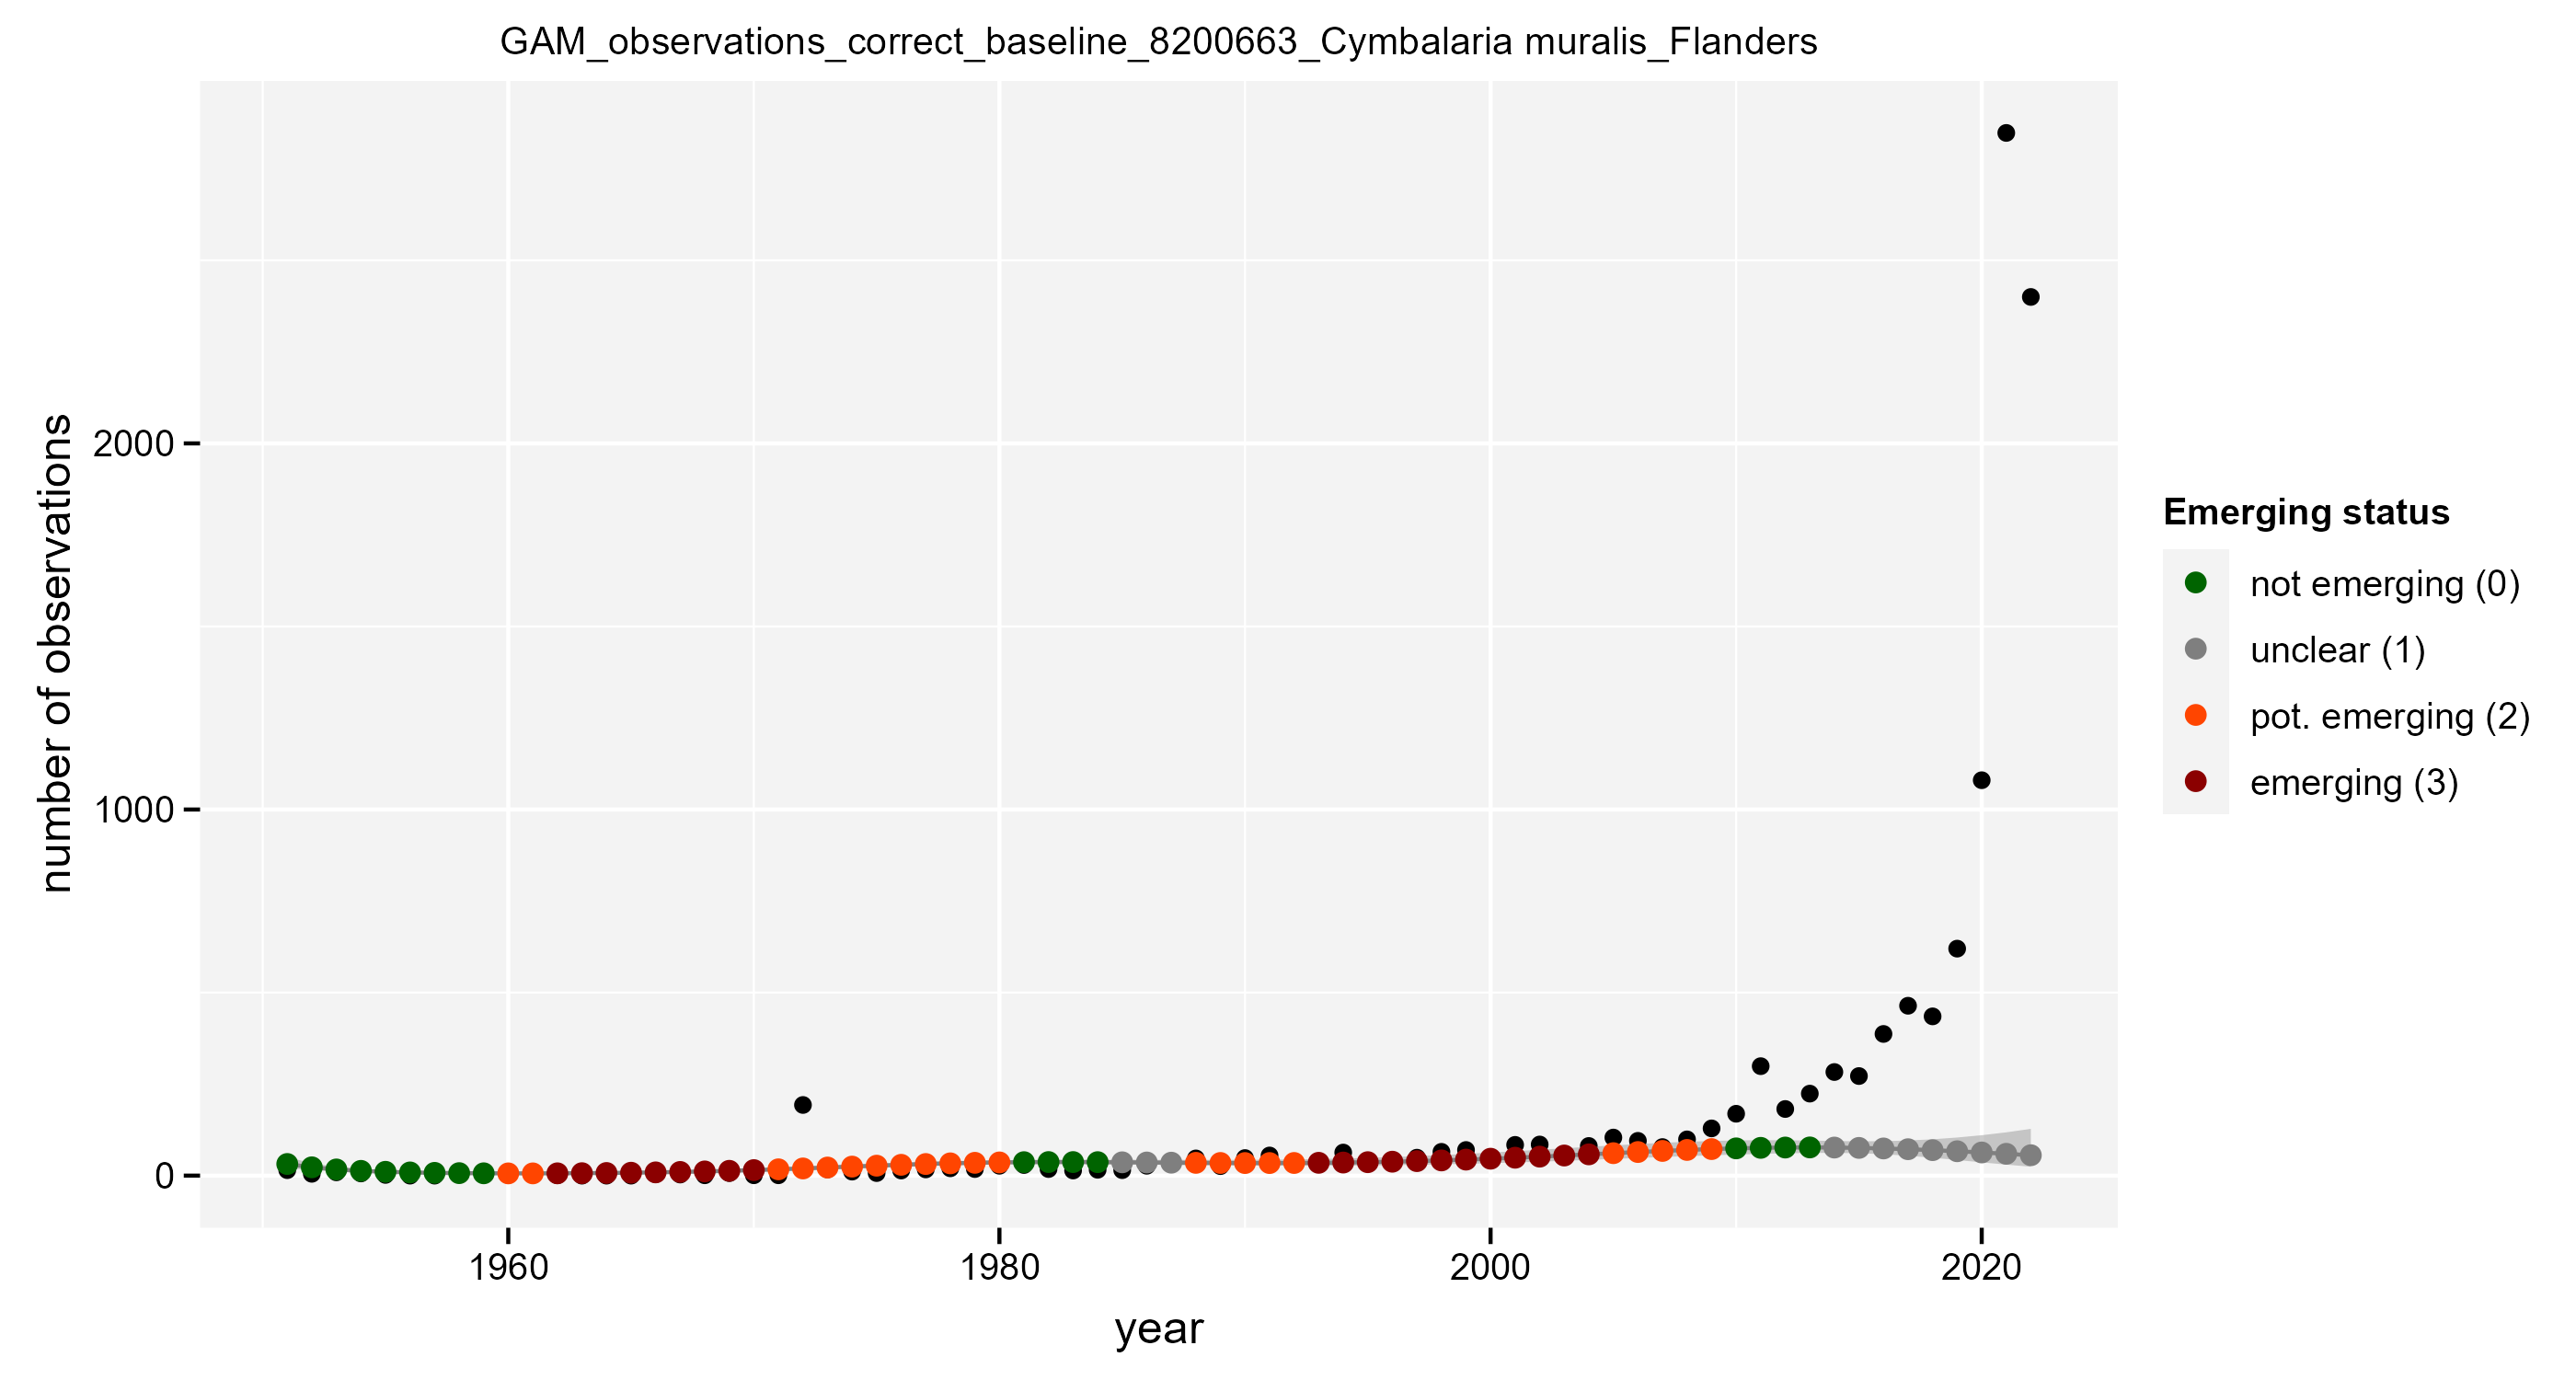 GAM_observations_correct_baseline_8200663_Cymbalaria muralis_Flanders
number of observations
2000
1000
0
1960
1980
2000
2020
year
Emerging status
not emerging (0)
unclear (1)
pot. emerging (2)
emerging (3)